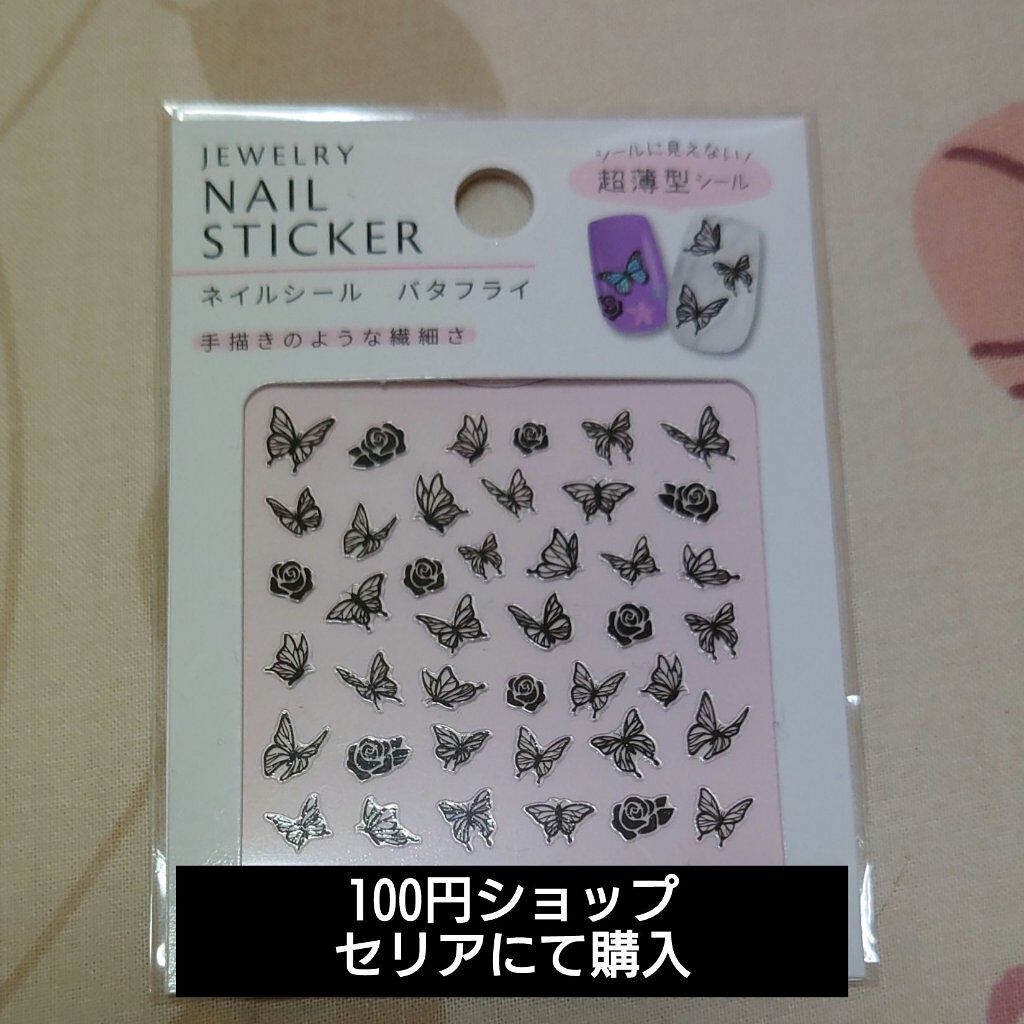 JEWELRY
NAIL
STICKER
ネイルシール バタフライ
手描きのような繊細さ
シールに見えない!
超薄型シール
100円ショップ
セリアにて購入